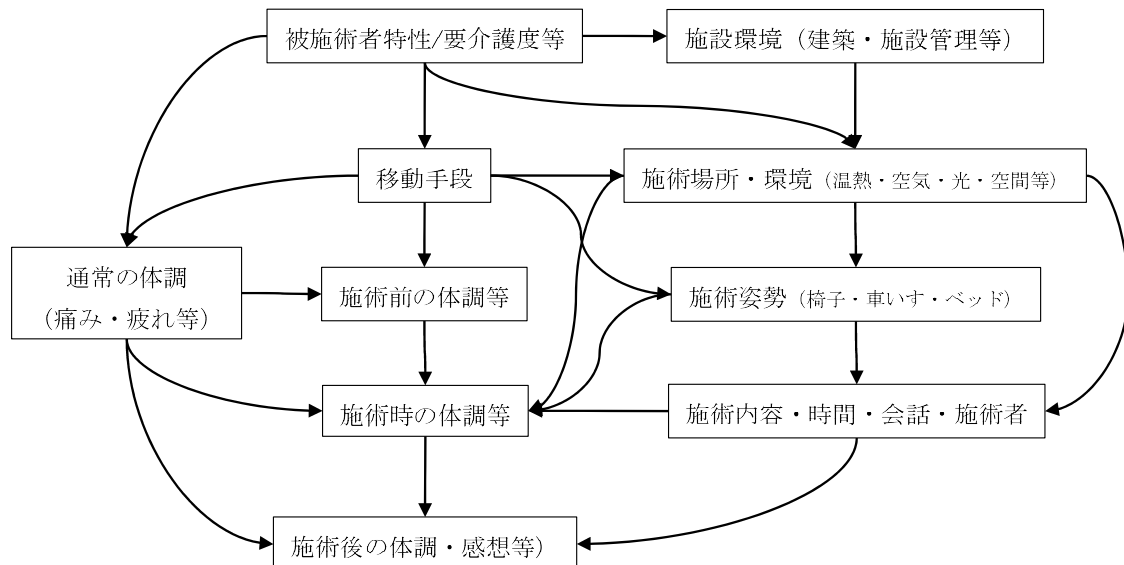 被施術者特性/要介護度等
施設環境（建築・施設管理等）
移動手段
施術場所・環境（温熱・空気・光・空間等）
通常の体調
（痛み・疲れ等）
施術前の体調等
施術姿勢（椅子・車いす・ベッド）
施術時の体調等
施術内容・時間・会話・施術者
施術後の体調・感想等）